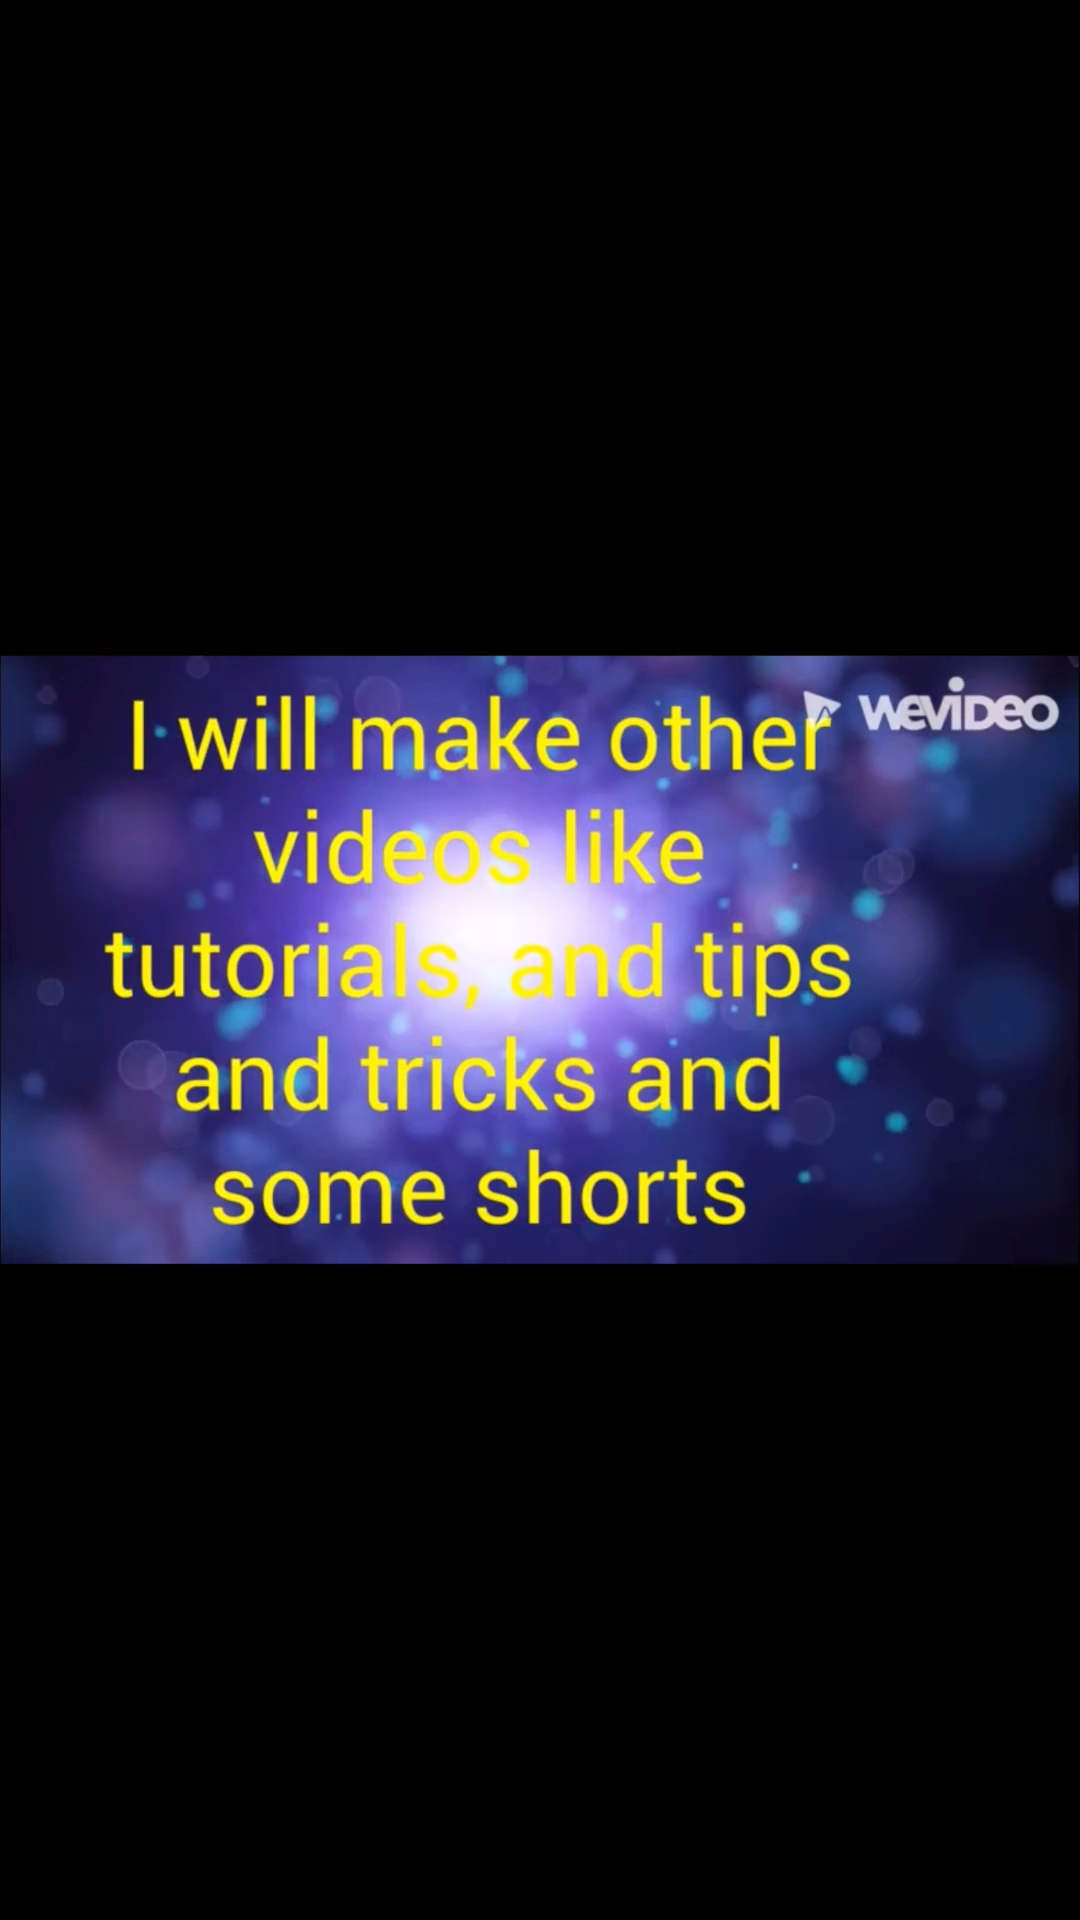 I will make other
videos like
tutorials, and tips
and tricks and
some shorts
WEVIDEO